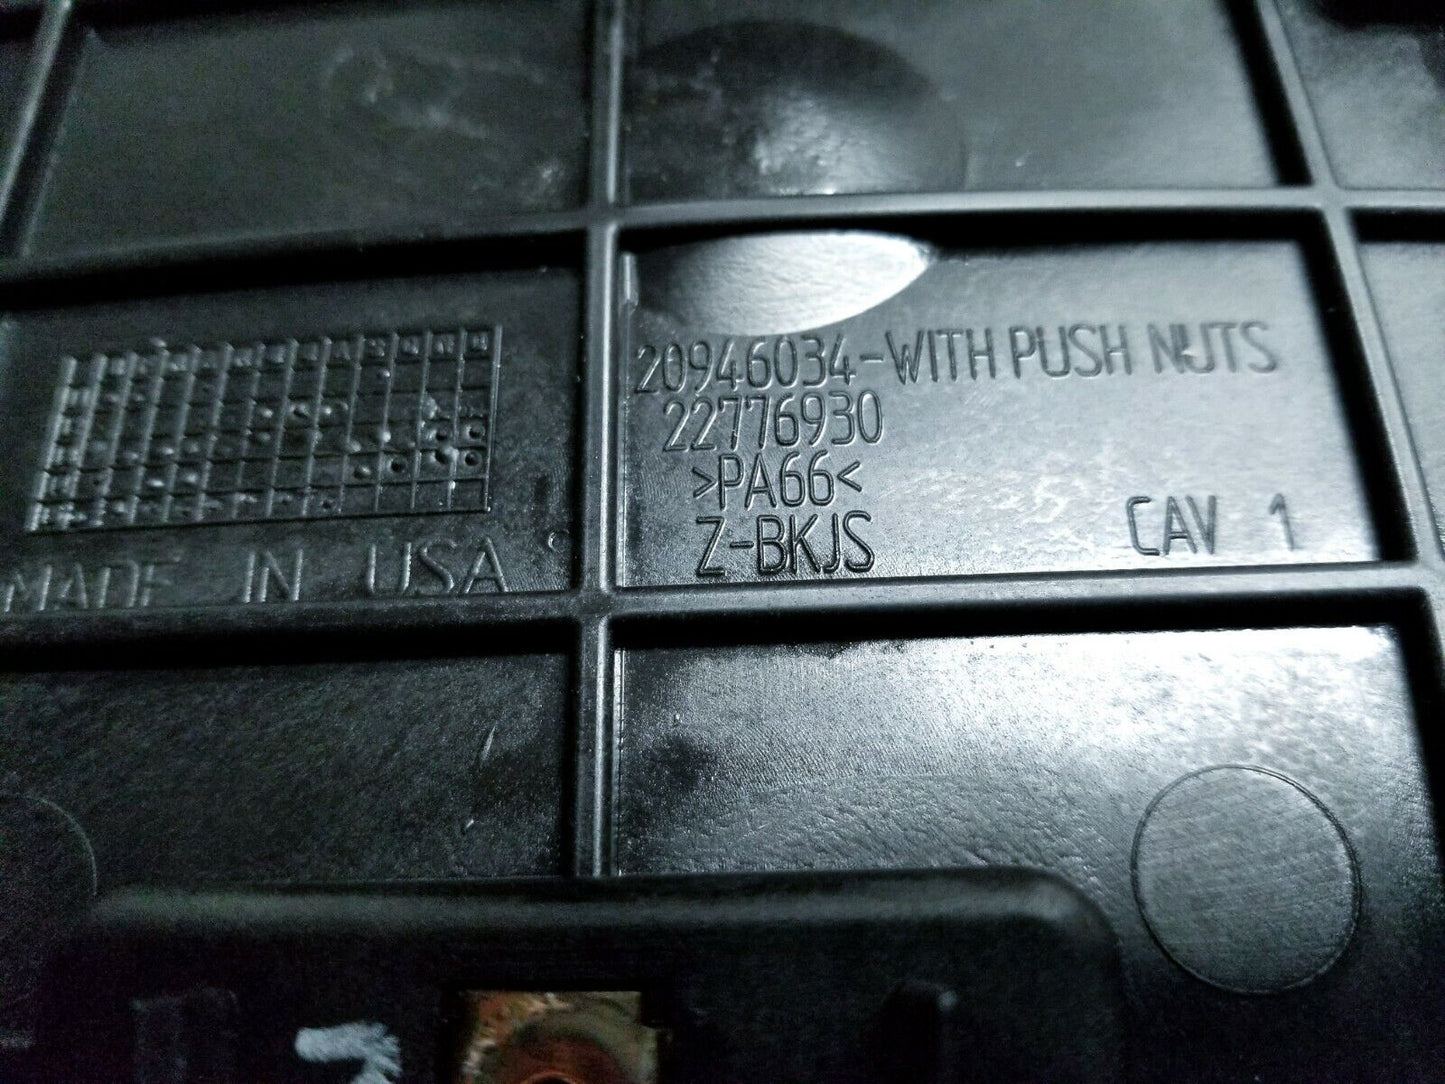 20946034-WITH PUSH NUTS
22776930
>PA66<
Z-BKJS
CAV 1
MADE IN USA